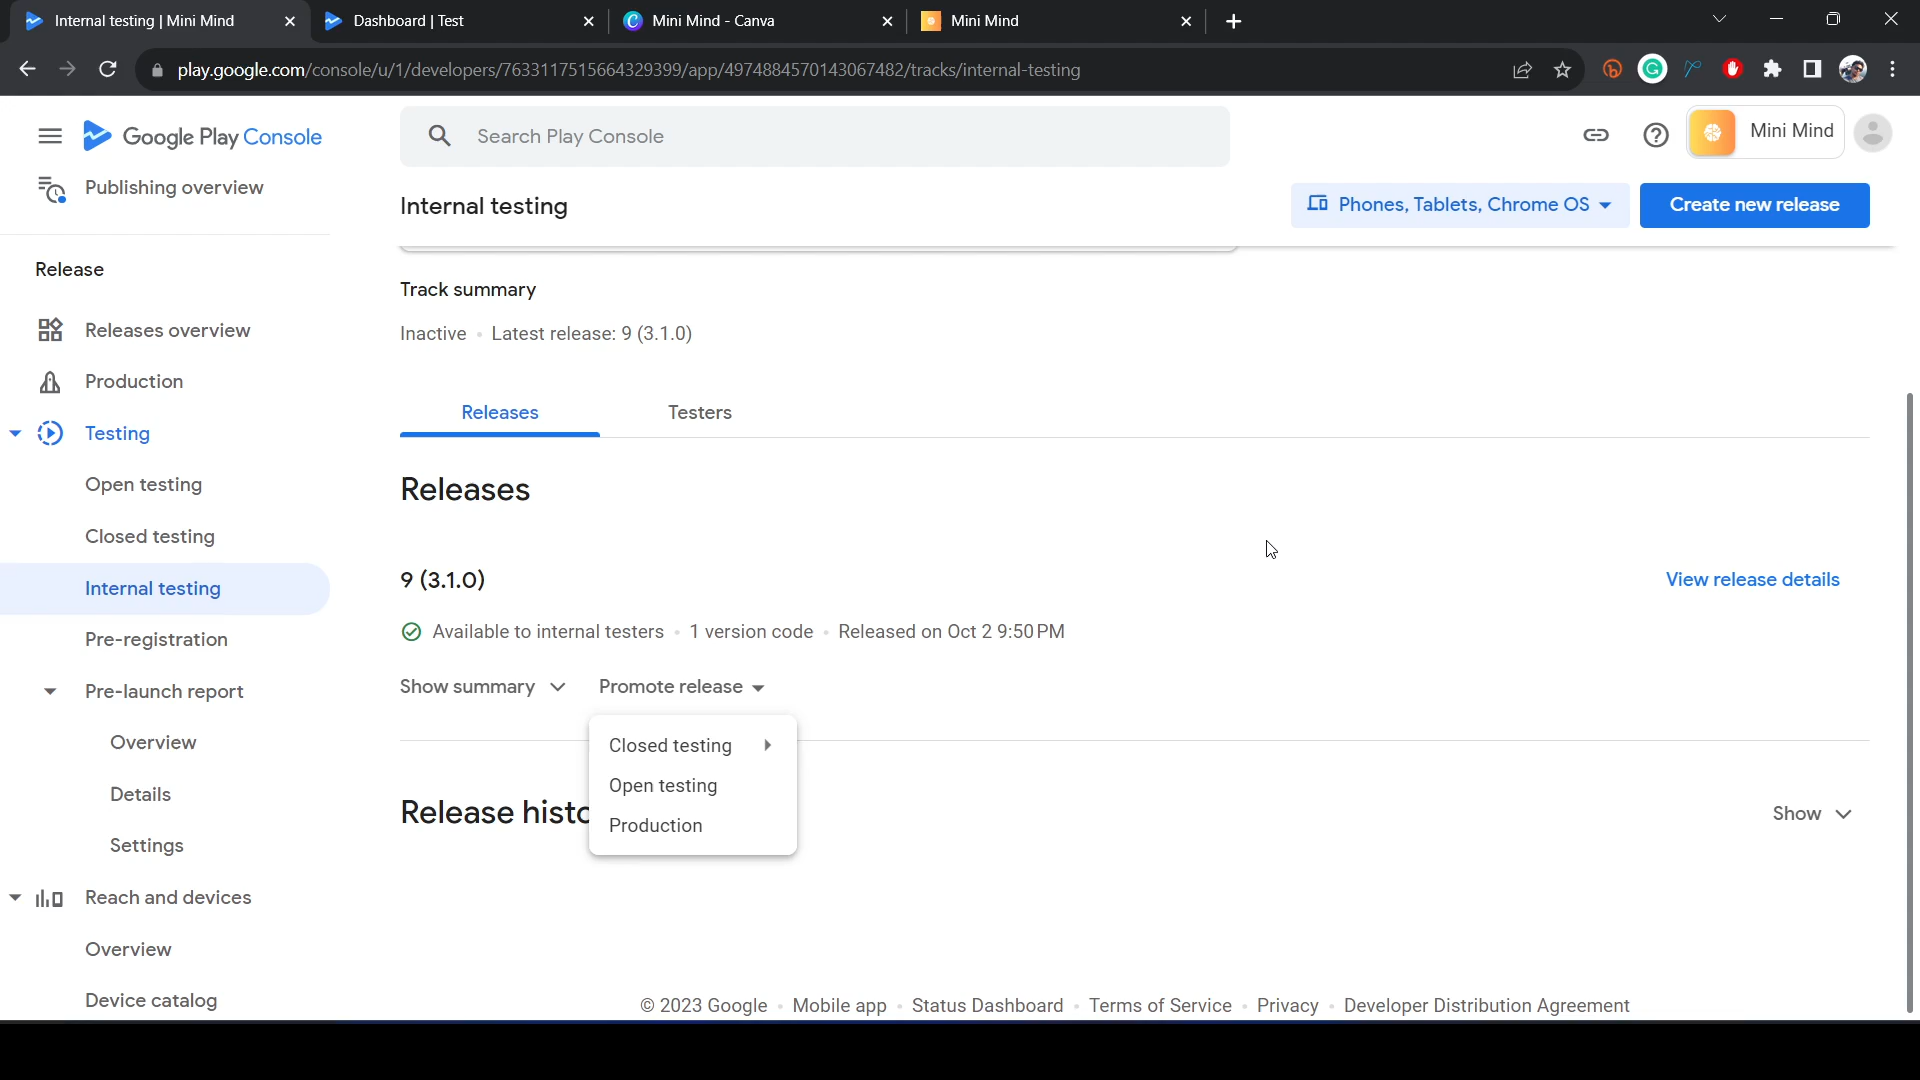 Internal testing | Mini Mind
Dashboard | Test
Mini Mind - Canva
Mini Mind
play.google.com/console/u/1/developers/7633117515664329399/app/4974884570143067482/tracks/internal-testing
Google Play Console
Search Play Console
Mini Mind
Publishing overview
Internal testing
Phones, Tablets, Chrome OS
Create new release
Release
Releases overview
Production
Testing
Open testing
Closed testing
Internal testing
Pre-registration
Pre-launch report
Overview
Details
Settings
Reach and devices
Overview
Device catalog
Track summary
Inactive • Latest release: 9 (3.1.0)
Releases
Testers
Releases
9 (3.1.0)
View release details
Available to internal testers • 1 version code • Released on Oct 2 9:50 PM
Show summary
Promote release
Closed testing
Open testing
Production
Release histo
Show
© 2023 Google • Mobile app • Status Dashboard • Terms of Service • Privacy • Developer Distribution Agreement